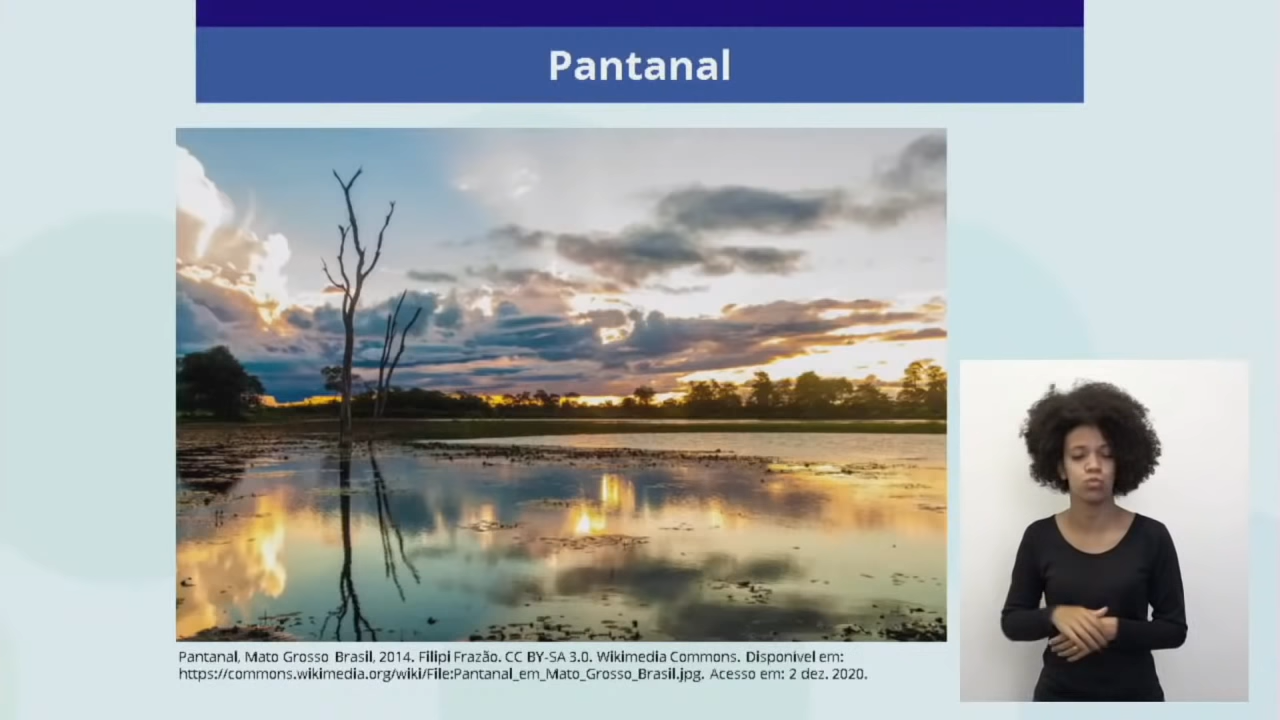 Pantanal
Pantanal, Mato Grosso Brasil, 2014. Filipi Frazão. CC BY-SA 3.0. Wikimedia Commons. Disponível em:
https://commons.wikimedia.org/wiki/File:Pantanal_em_Mato_Grosso_Brasil.jpg. Acesso em: 2 dez. 2020.